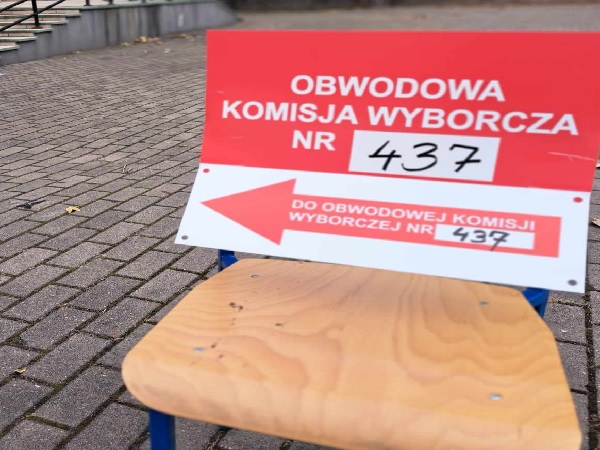 OBWODOWA
KOMISJA WYBORCZA
NR 437
DO OBWODOWEJ KOMISJI
WYBORCZEJ NR 437